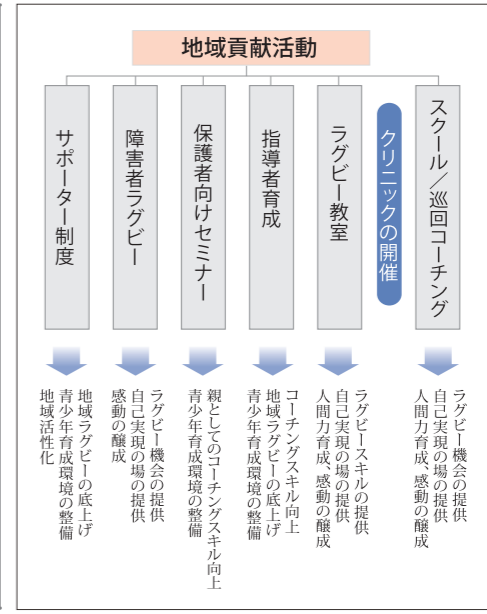 地域貢献活動
スクール／巡回コーチング
クリニックの開催
ラグビー教室
指導者育成
保護者向けセミナー
障害者ラグビー
サポーター制度
ラグビー機会の提供
自己実現の場の提供
人間力育成、感動の醸成
ラグビースキルの提供
自己実現の場の提供
人間力育成、感動の醸成
コーチングスキル向上
地域ラグビーの底上げ
青少年育成環境の整備
親としてのコーチングスキル向上
青少年育成環境の整備
ラグビー機会の提供
自己実現の場の提供
感動の醸成
地域ラグビーの底上げ
青少年育成環境の整備
地域活性化